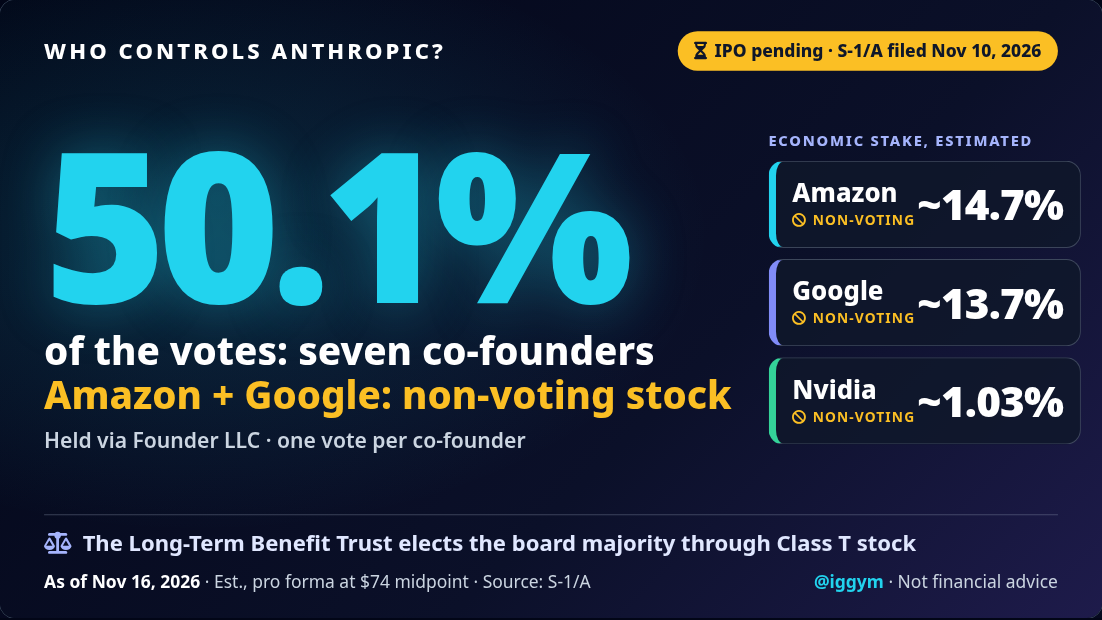 WHO CONTROLS ANTHROPIC?
IPO pending · S-1/A filed Nov 10, 2026
50.1%
of the votes: seven co-founders
Amazon + Google: non-voting stock
Held via Founder LLC · one vote per co-founder
ECONOMIC STAKE, ESTIMATED
Amazon
NON-VOTING
~14.7%
Google
NON-VOTING
~13.7%
Nvidia
NON-VOTING
~1.03%
The Long-Term Benefit Trust elects the board majority through Class T stock
As of Nov 16, 2026 · Est., pro forma at $74 midpoint · Source: S-1/A
@iggym · Not financial advice